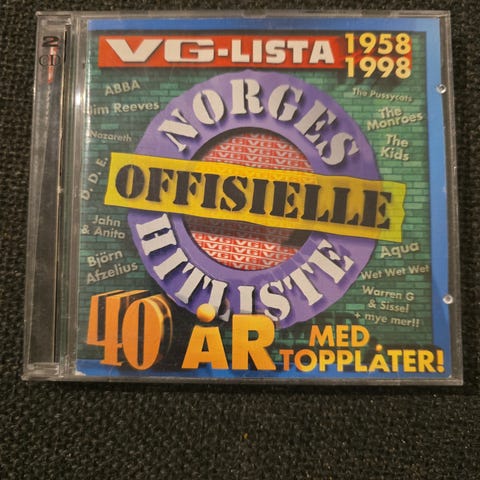 2
CD
VG-LISTA
1958
1998
ABBA
Jim Reeves
Nazareth
D. D. E.
Jahn
& Anita
Björn
Afzelius
NORGES
OFFISIELLE
HITLISTE
The Pussycats
The
Monroes
The
Kids
Aqua
Wet Wet Wet
Warren G
& Sissel
+ mye mer!!
40 ÅR
MED
TOPPLÅTER!